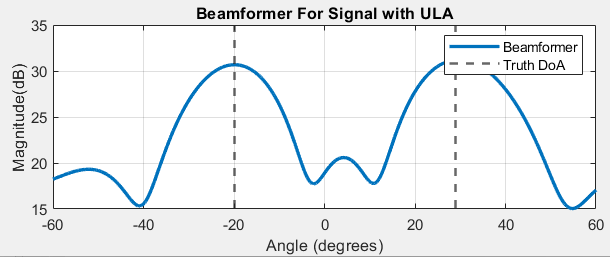 Beamformer For Signal with ULA
35
30
25
20
15
Magnitude(dB)
Beamformer
Truth DoA
-60 -40 -20 0 20 40 60
Angle (degrees)